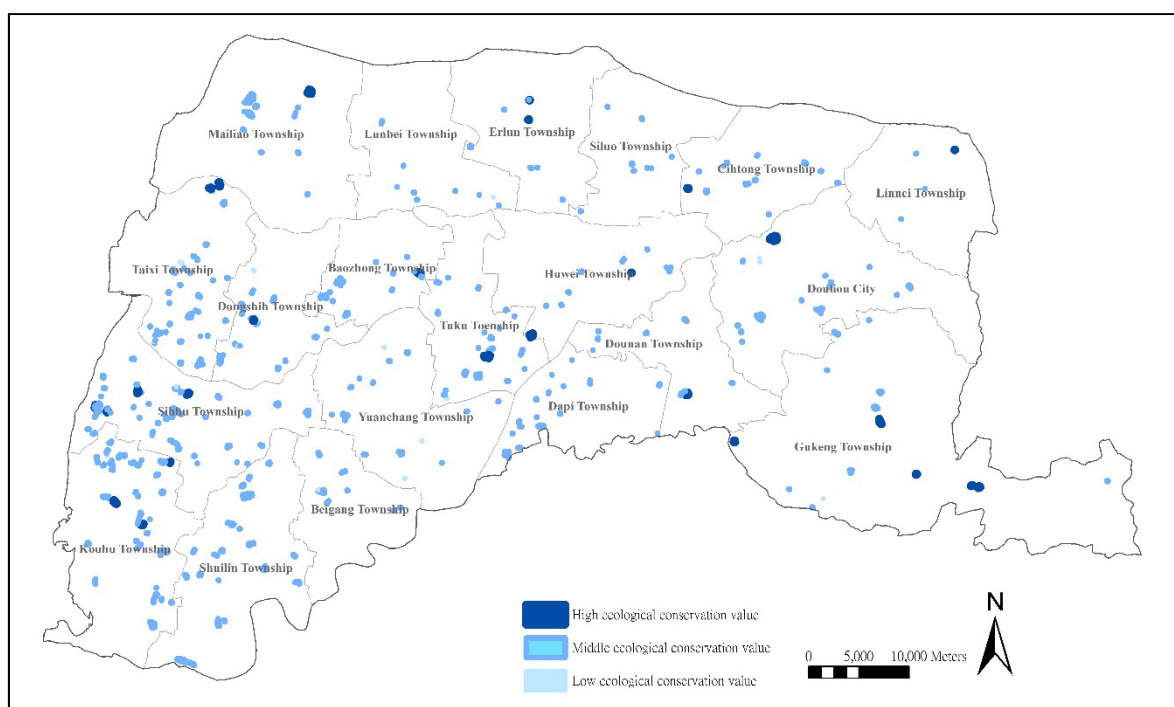 Mailiao Township
Lunbei Township
Erlun Township
Siluo Township
Cihtong Township
Linnci Township
Taixi Township
Baozhong Township
Huwei Township
Douliou City
Dongshih Township
Tuku Toenship
Dounan Township
Sihhu Township
Yuanchang Township
Dapi Township
Gukeng Township
Beigang Township
Kouhu Township
Shuilin Township
High ecological conservation value
Middle ecological conservation value
Low ecological conservation value
0 5,000 10,000 Meters
N